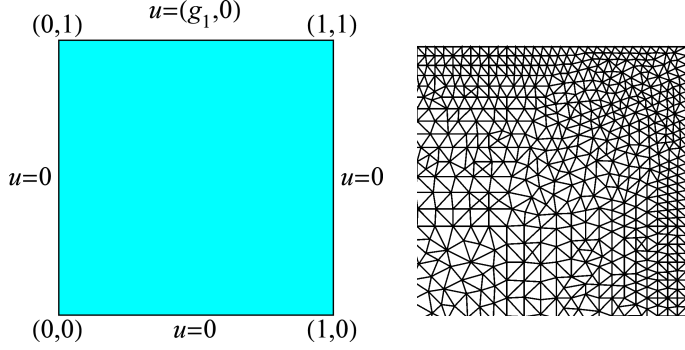 u=(g₁,0)
(0,1) (1,1)
u=0 u=0
(0,0) u=0 (1,0)